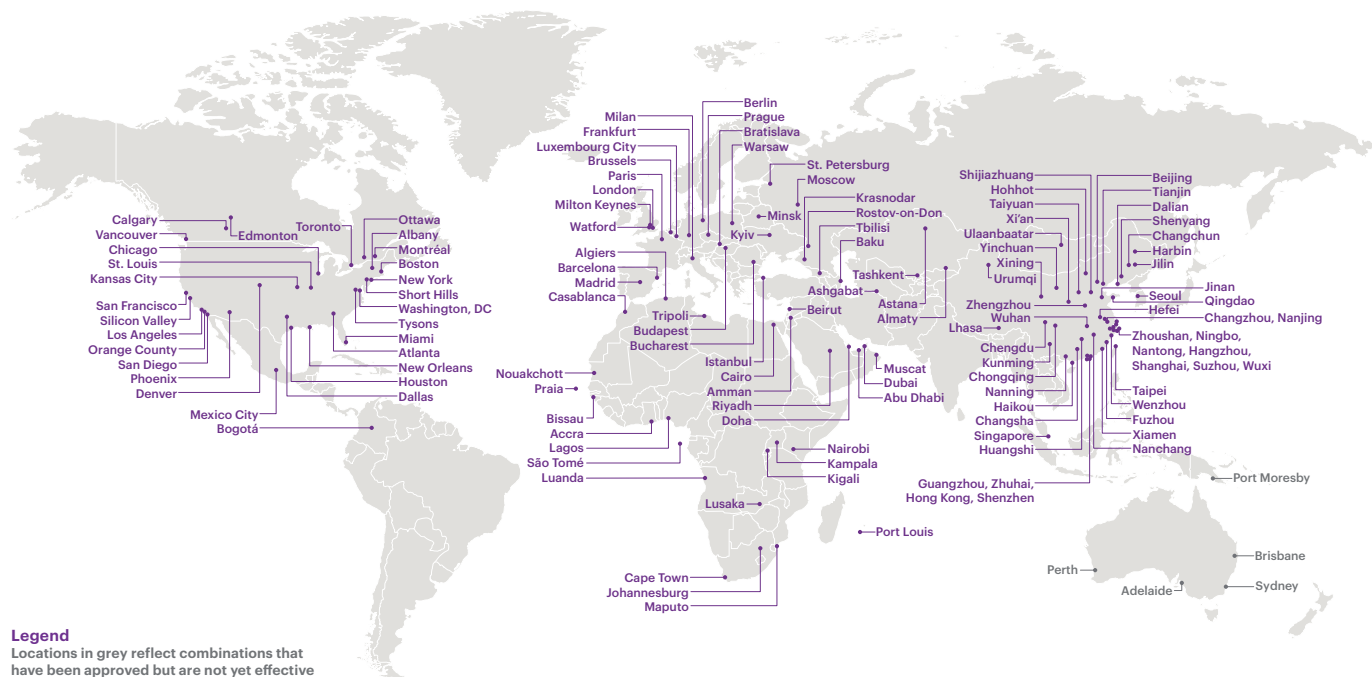 Calgary
Vancouver
Chicago
St. Louis
Kansas City
San Francisco
Silicon Valley
Los Angeles
Orange County
San Diego
Phoenix
Denver
Mexico City
Bogotá
Edmonton
Toronto
Ottawa
Albany
Montréal
Boston
New York
Short Hills
Washington, DC
Tysons
Miami
Atlanta
New Orleans
Houston
Dallas
Milan
Frankfurt
Luxembourg City
Brussels
Paris
London
Milton Keynes
Watford
Algiers
Barcelona
Madrid
Casablanca
Tripoli
Budapest
Bucharest
Nouakchott
Praia
Bissau
Accra
Lagos
São Tomé
Luanda
Lusaka
Cape Town
Johannesburg
Maputo
Berlin
Prague
Bratislava
Warsaw
St. Petersburg
Moscow
Krasnodar
Rostov-on-Don
Tbilisi
Baku
Minsk
Kyiv
Tashkent
Ashgabat
Astana
Almaty
Beirut
Istanbul
Cairo
Amman
Riyadh
Doha
Muscat
Dubai
Abu Dhabi
Nairobi
Kampala
Kigali
Port Louis
Shijiazhuang
Hohhot
Taiyuan
Xi’an
Ulaanbaatar
Yinchuan
Xining
Urumqi
Zhengzhou
Wuhan
Lhasa
Chengdu
Kunming
Chongqing
Nanning
Haikou
Changsha
Singapore
Huangshi
Guangzhou, Zhuhai,
Hong Kong, Shenzhen
Beijing
Tianjin
Dalian
Shenyang
Changchun
Harbin
Jilin
Jinan
Seoul
Qingdao
Hefei
Changzhou, Nanjing
Zhoushan, Ningbo,
Nantong, Hangzhou,
Shanghai, Suzhou, Wuxi
Taipei
Wenzhou
Fuzhou
Xiamen
Nanchang
Port Moresby
Brisbane
Perth
Adelaide
Sydney
Legend
Locations in grey reflect combinations that
have been approved but are not yet effective